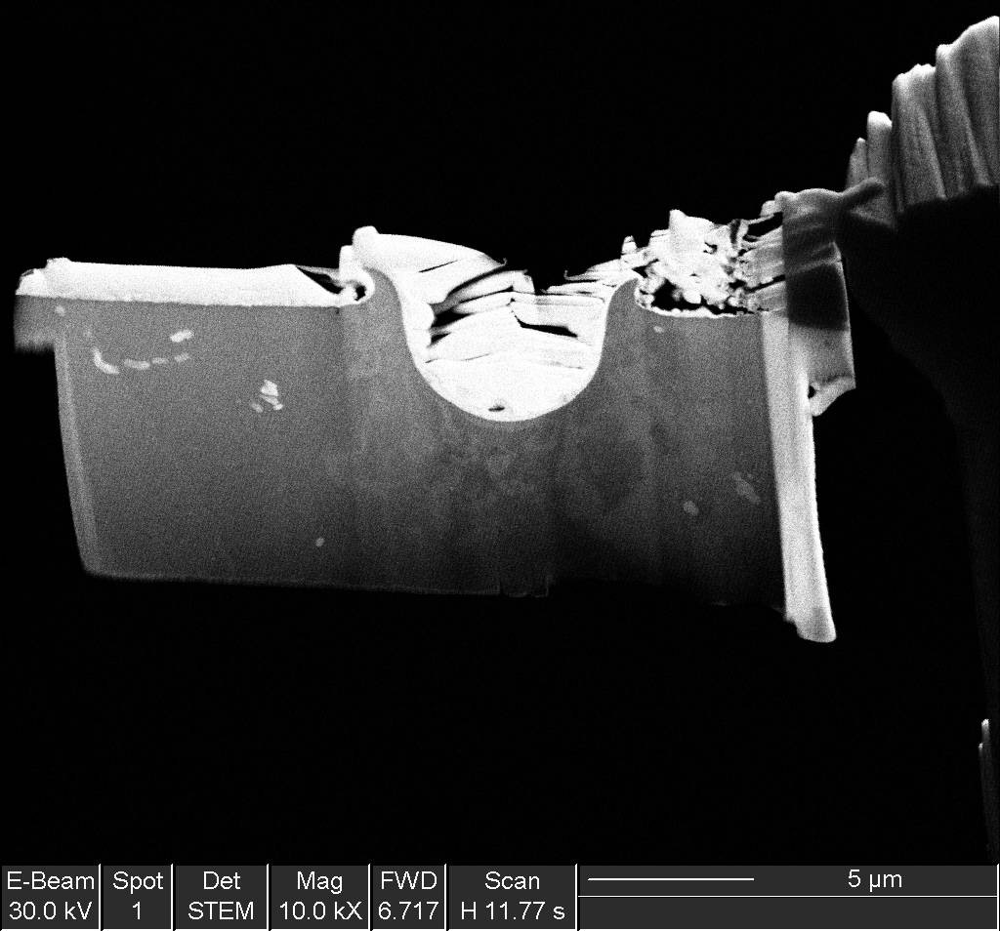 E-Beam Spot Det Mag FWD Scan 5 µm
30.0 kV 1 STEM 10.0 kX 6.717 H 11.77 s